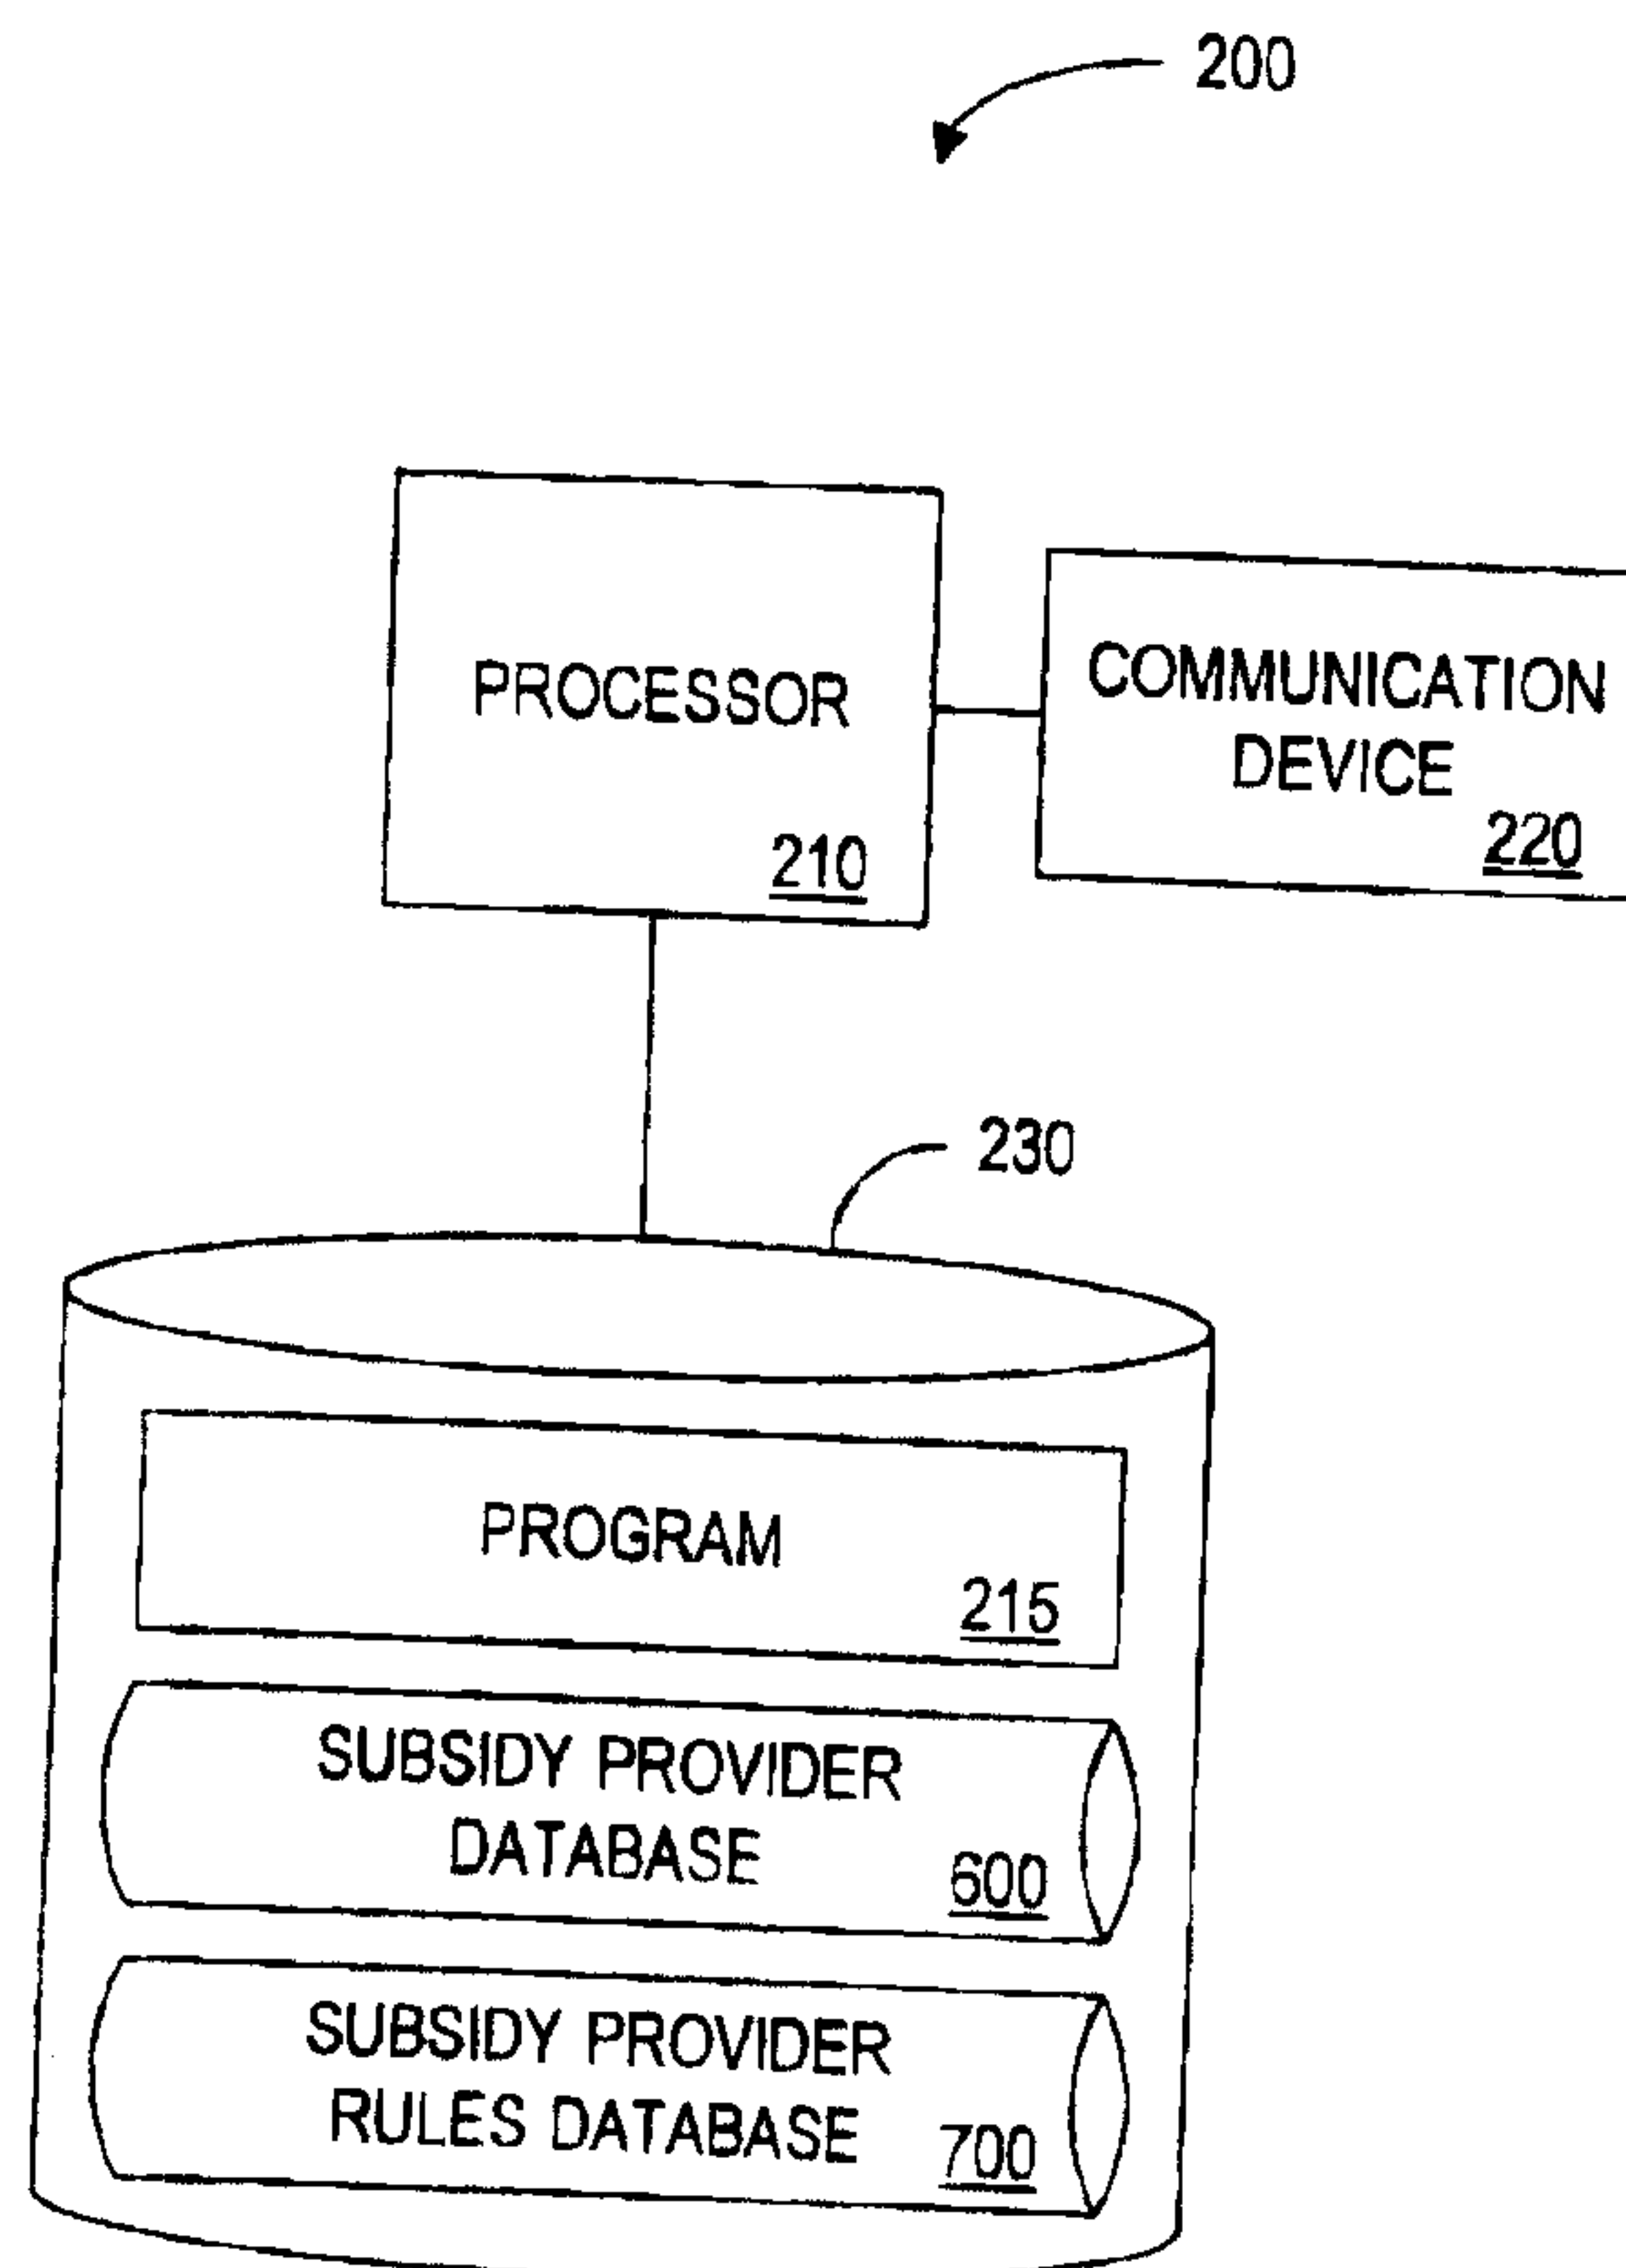 200
PROCESSOR
210
COMMUNICATION
DEVICE
220
230
PROGRAM
215
SUBSIDY PROVIDER
DATABASE
600
SUBSIDY PROVIDER
RULES DATABASE
700